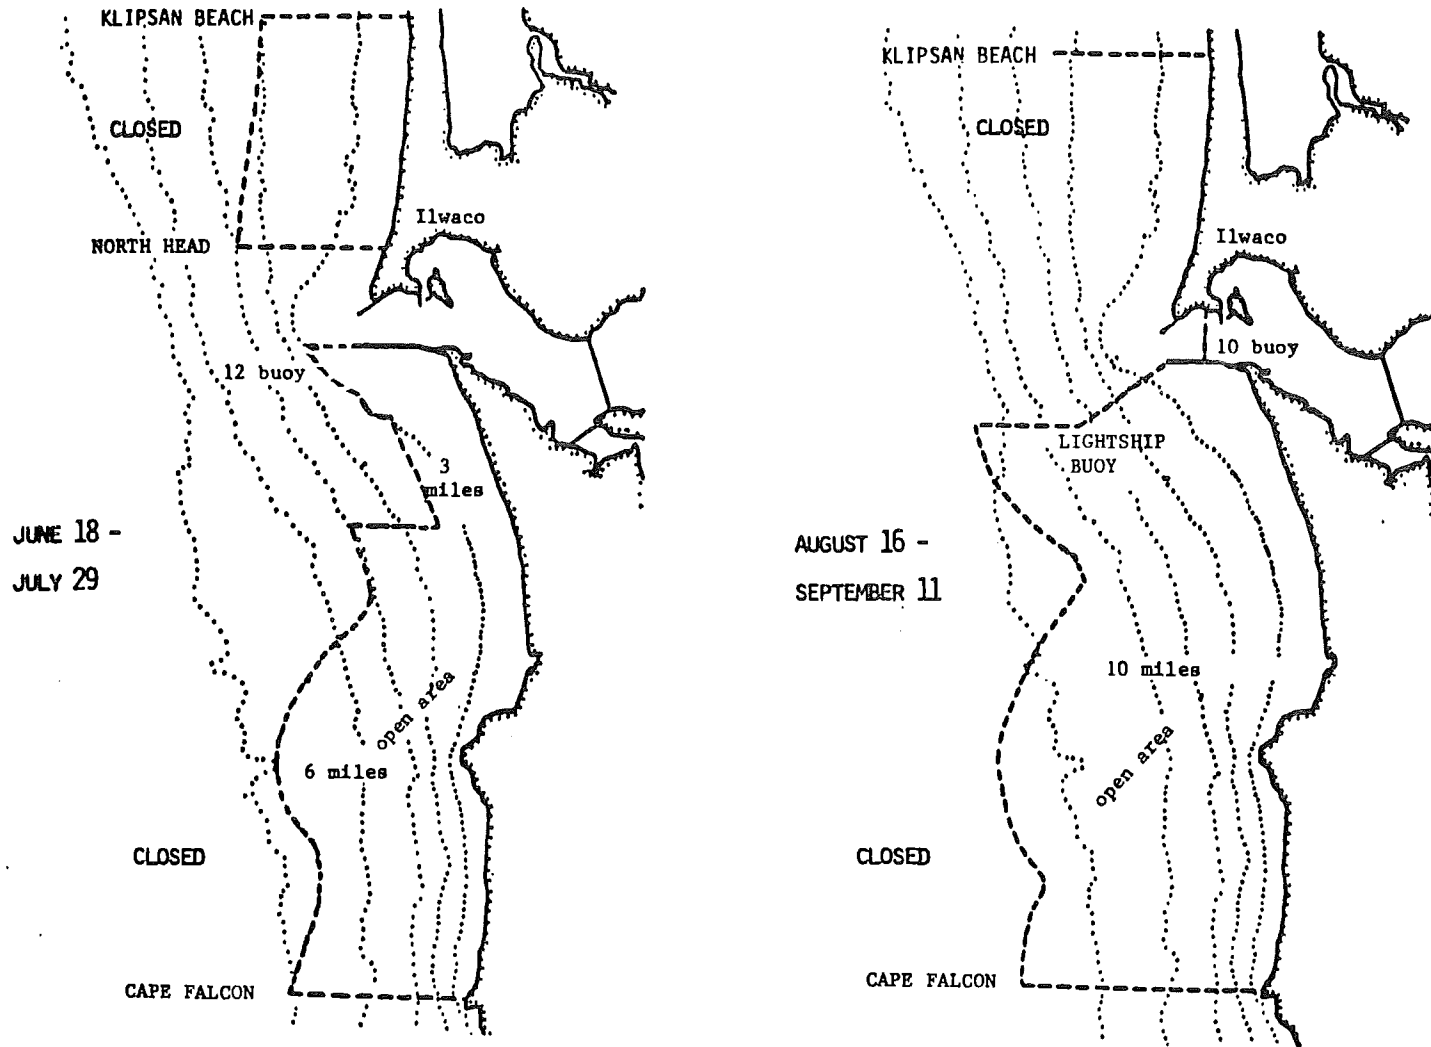 KLIPSAN BEACH
CLOSED
Ilwaco
NORTH HEAD
12 buoy
3
miles
JUNE 18 -
JULY 29
open area
6 miles
CLOSED
CAPE FALCON
KLIPSAN BEACH
CLOSED
Ilwaco
10 buoy
LIGHTSHIP
BUOY
AUGUST 16 -
SEPTEMBER 11
10 miles
open area
CLOSED
CAPE FALCON